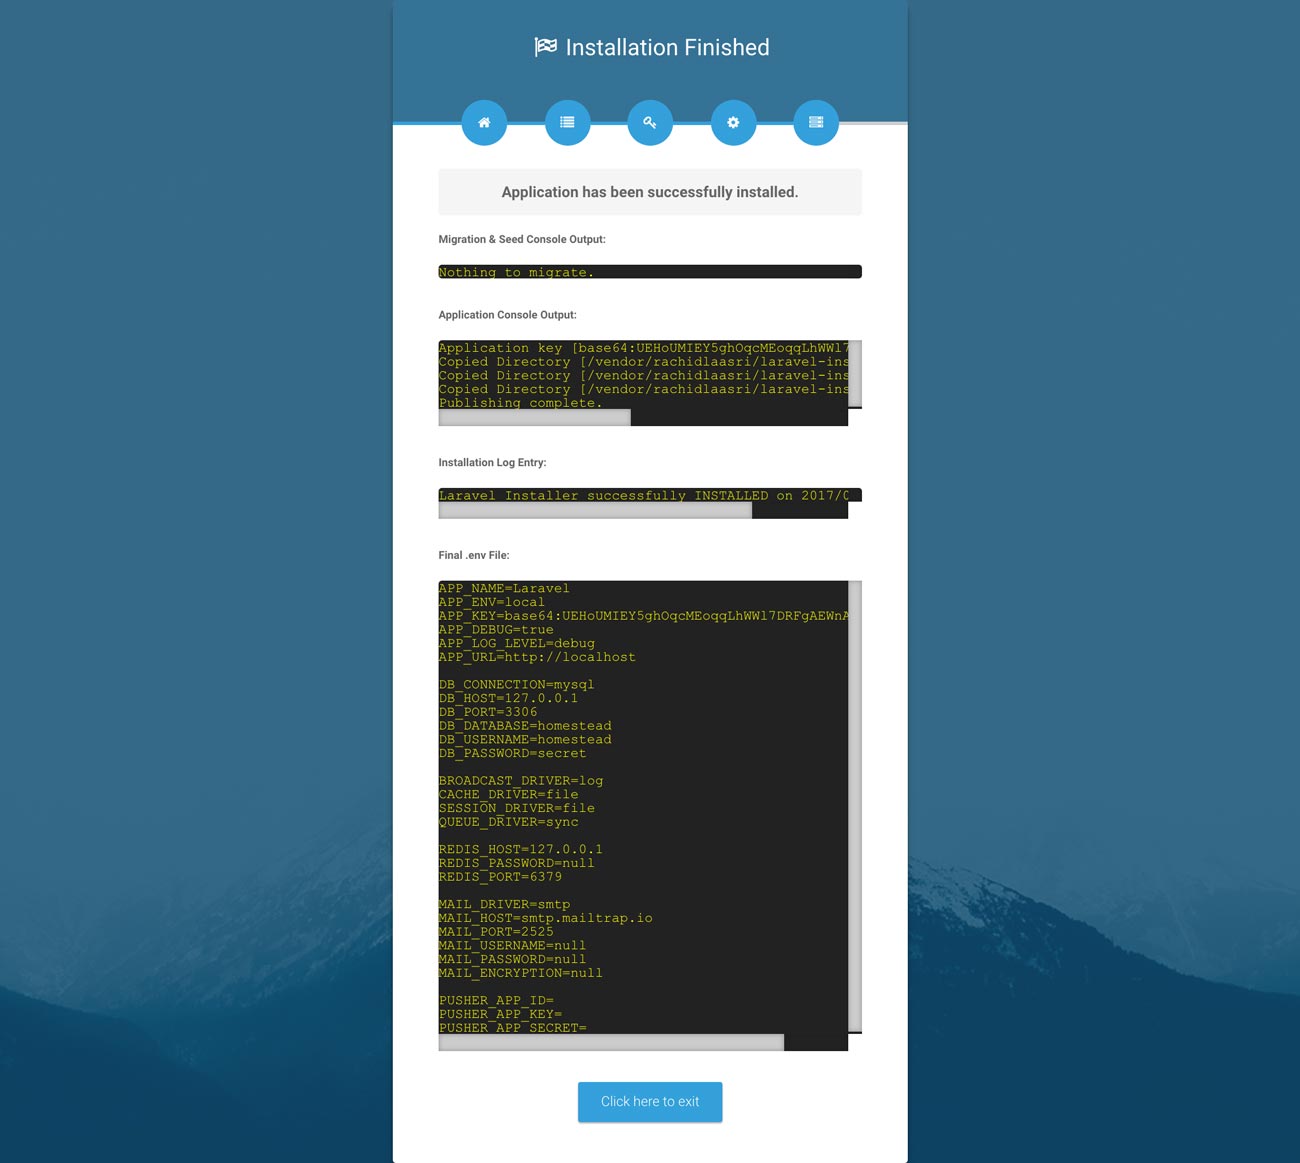 Installation Finished
Application has been successfully installed.
Migration & Seed Console Output:
Nothing to migrate.
Application Console Output:
Application key [base64:UEHoUMIEY5ghOqcMEoqqLhWWl7
Copied Directory [/vendor/rachidlaasri/laravel-ins
Copied Directory [/vendor/rachidlaasri/laravel-ins
Copied Directory [/vendor/rachidlaasri/laravel-ins
Publishing complete.
Installation Log Entry:
Laravel Installer successfully INSTALLED on 2017/0
Final .env File:
APP_NAME=Laravel
APP_ENV=local
APP_KEY=base64:UEHoUMIEY5ghOqcMEoqqLhWWl7DRFgAEWnA
APP_DEBUG=true
APP_LOG_LEVEL=debug
APP_URL=http://localhost
DB_CONNECTION=mysql
DB_HOST=127.0.0.1
DB_PORT=3306
DB_DATABASE=homestead
DB_USERNAME=homestead
DB_PASSWORD=secret
BROADCAST_DRIVER=log
CACHE_DRIVER=file
SESSION_DRIVER=file
QUEUE_DRIVER=sync
REDIS_HOST=127.0.0.1
REDIS_PASSWORD=null
REDIS_PORT=6379
MAIL_DRIVER=smtp
MAIL_HOST=smtp.mailtrap.io
MAIL_PORT=2525
MAIL_USERNAME=null
MAIL_PASSWORD=null
MAIL_ENCRYPTION=null
PUSHER_APP_ID=
PUSHER_APP_KEY=
PUSHER_APP_SECRET=
Click here to exit